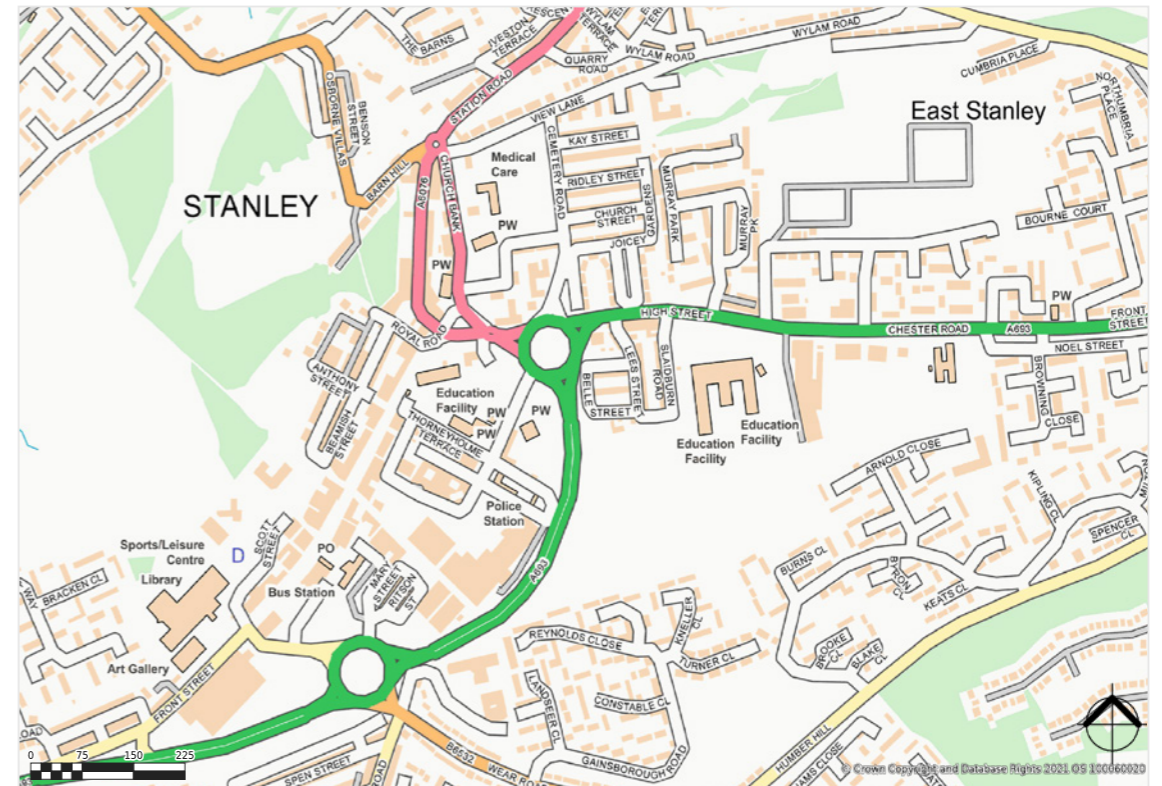 WYLAM
TERRACE
WYLAM ROAD
THE BARNS
IVESTON
TERRACE
QUARRY
ROAD
WYLAM ROAD
CUMBRIA PLACE
STATION ROAD
OSBORNE VILLAS
BENSON
STREET
VIEW LANE
NORTHUMBRIA
PLACE
East Stanley
KAY STREET
CEMETERY ROAD
Medical
Care
BARN HILL
A6076
CHURCH BANK
RIDLEY STREET
STANLEY
CHURCH
STREET
JOICEY
GARDENS
MURRAY PARK
MURRAY
PK
BOURNE COURT
PW
PW
PW
ROYAL ROAD
HIGH STREET
CHESTER ROAD
A693
FRONT
STREET
NOEL STREET
ANTHONY
STREET
BEAMISH
STREET
Education
Facility
PW
PW
PW
THORNEYHOLME
TERRACE
BELLE
STREET
LEES STREET
SLAIDBURN
ROAD
Education
Facility
Education
Facility
BROWNING
CLOSE
ARNOLD CLOSE
KIPLING CL
SPENCER
CL
Police
Station
Sports/Leisure
Centre
Library
D
SCOTT
STREET
PO
Bus Station
MARY
STREET
RITSON
ST
A693
BURNS CL
BYRON
CL
KEATS CL
WAY
BRACKEN CL
REYNOLDS CLOSE
KNELLER
CL
TURNER CL
BROOKE
CL
BLAKE
CL
Art Gallery
FRONT STREET
LANDSEER CL
CONSTABLE CL
GAINSBOROUGH ROAD
HUMBER HILL
B6532
WEAR ROAD
SPEN STREET
ROAD
OAD
AMS CLOSE
0 75 150 225
© Crown Copyright and Database Rights 2021 OS 100060020